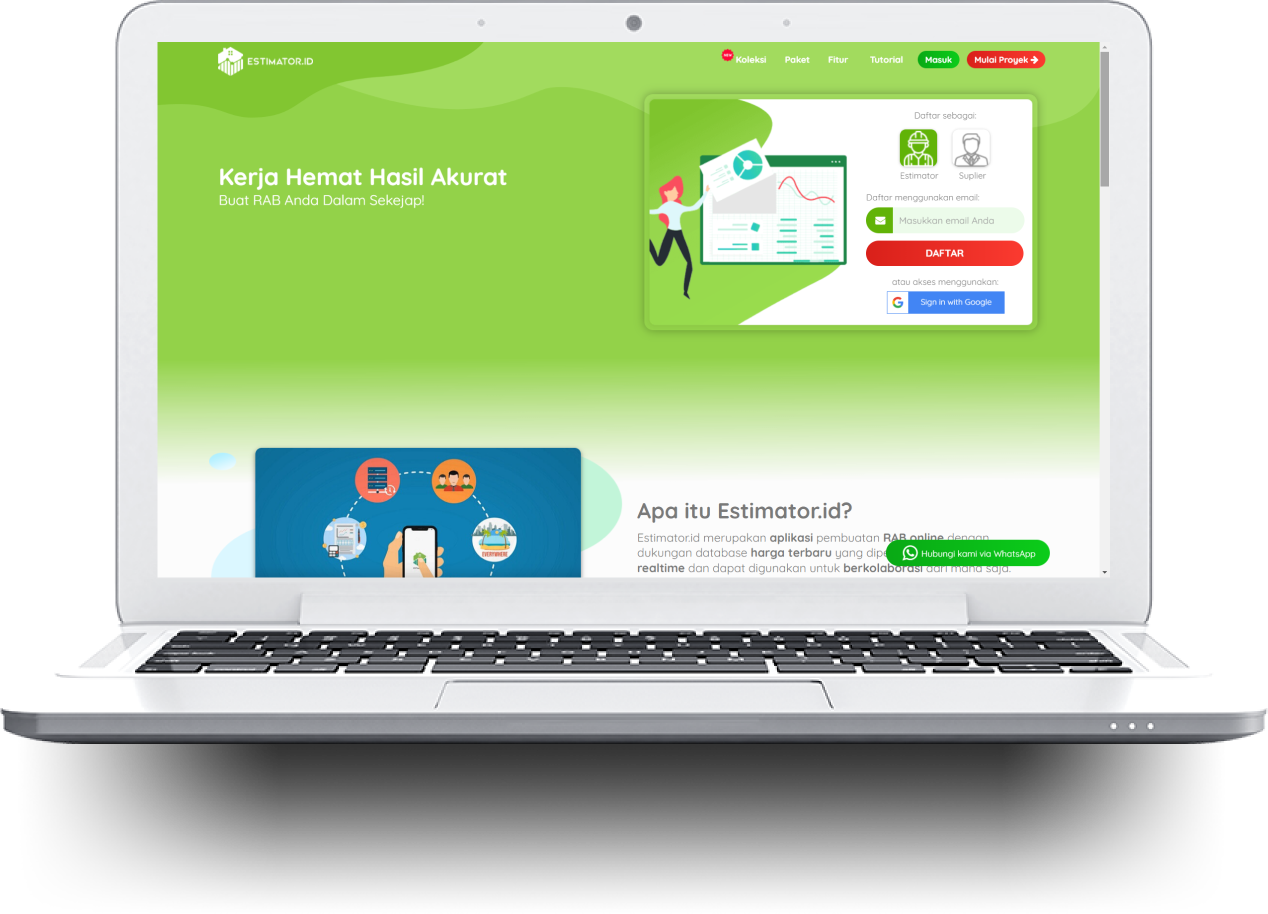 ESTIMATOR.ID
NEW
Koleksi
Paket
Fitur
Tutorial
Masuk
Mulai Proyek
Kerja Hemat Hasil Akurat
Buat RAB Anda Dalam Sekejap!
Daftar sebagai:
Estimator
Suplier
Daftar menggunakan email:
Masukkan email Anda
DAFTAR
atau akses menggunakan:
Sign in with Google
EVERYWHERE
Apa itu Estimator.id?
Estimator.id merupakan aplikasi pembuatan RAB online dengan
dukungan database harga terbaru yang
Hubungi kami via WhatsApp
realtime dan dapat digunakan untuk berkolaborasi dari mana saja.